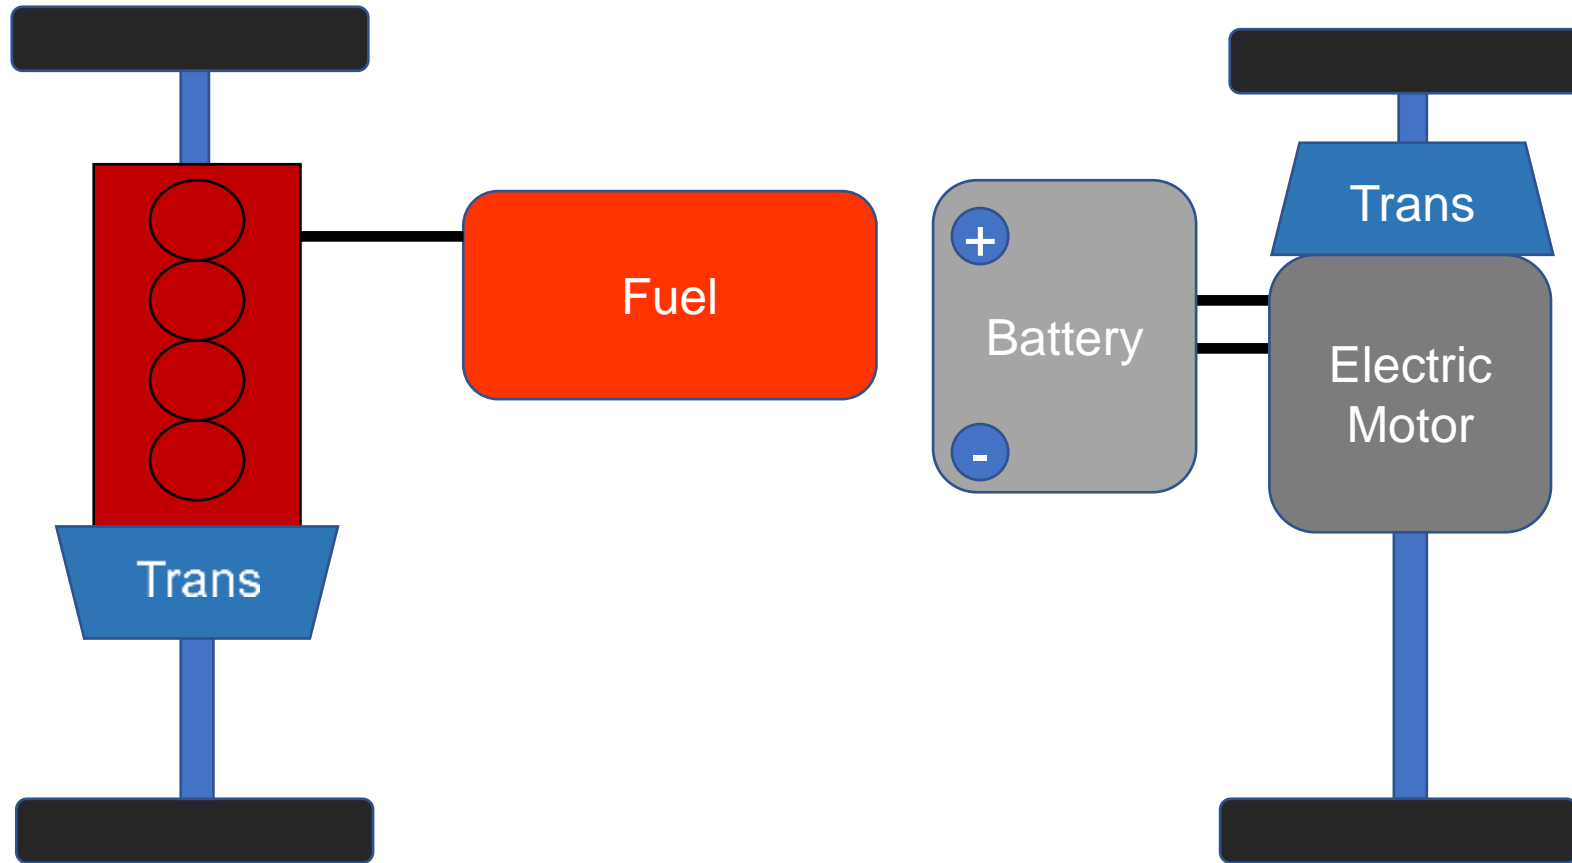 Trans
Fuel
+
Battery
-
Electric
Motor
Trans